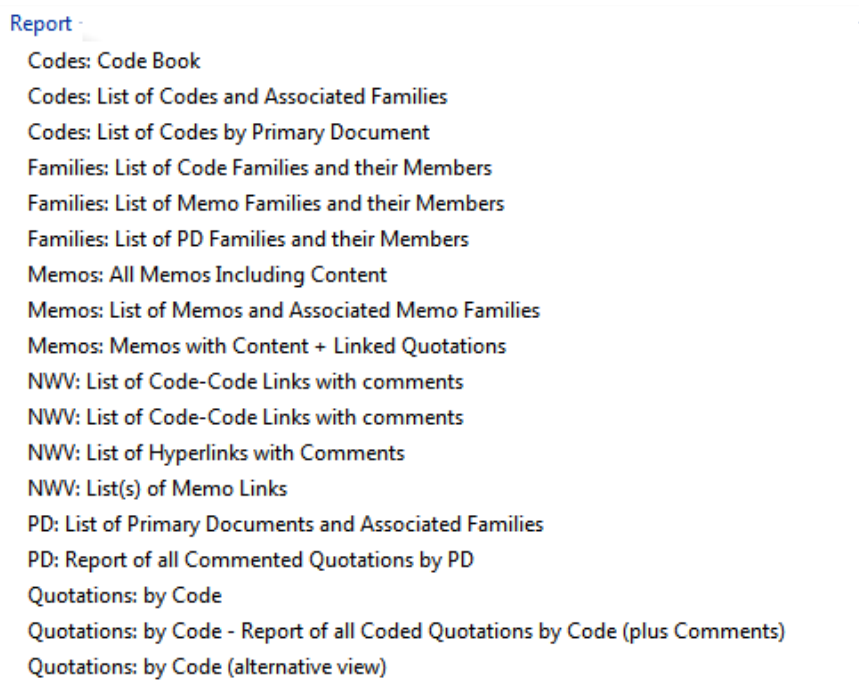 Report
Codes: Code Book
Codes: List of Codes and Associated Families
Codes: List of Codes by Primary Document
Families: List of Code Families and their Members
Families: List of Memo Families and their Members
Families: List of PD Families and their Members
Memos: All Memos Including Content
Memos: List of Memos and Associated Memo Families
Memos: Memos with Content + Linked Quotations
NWV: List of Code-Code Links with comments
NWV: List of Code-Code Links with comments
NWV: List of Hyperlinks with Comments
NWV: List(s) of Memo Links
PD: List of Primary Documents and Associated Families
PD: Report of all Commented Quotations by PD
Quotations: by Code
Quotations: by Code - Report of all Coded Quotations by Code (plus Comments)
Quotations: by Code (alternative view)